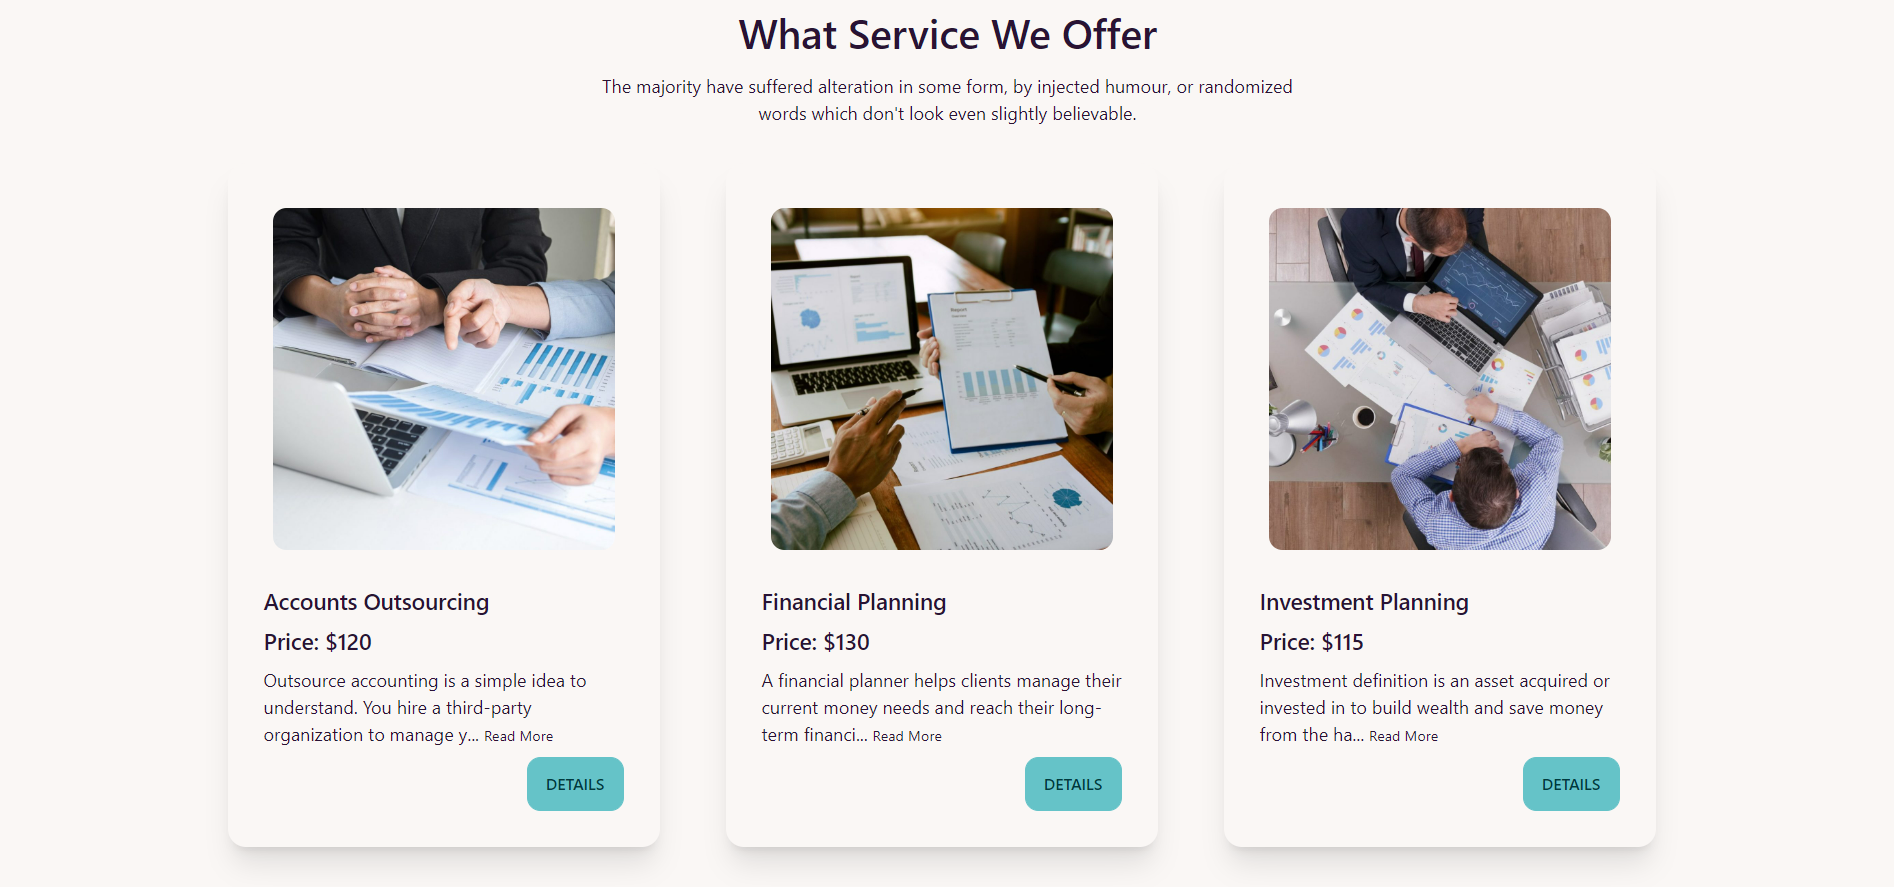 What Service We Offer
The majority have suffered alteration in some form, by injected humour, or randomized
words which don't look even slightly believable.
Accounts Outsourcing
Price: $120
Outsource accounting is a simple idea to
understand. You hire a third-party
organization to manage y... Read More
DETAILS
Financial Planning
Price: $130
A financial planner helps clients manage their
current money needs and reach their long-
term financi... Read More
DETAILS
Investment Planning
Price: $115
Investment definition is an asset acquired or
invested in to build wealth and save money
from the ha... Read More
DETAILS